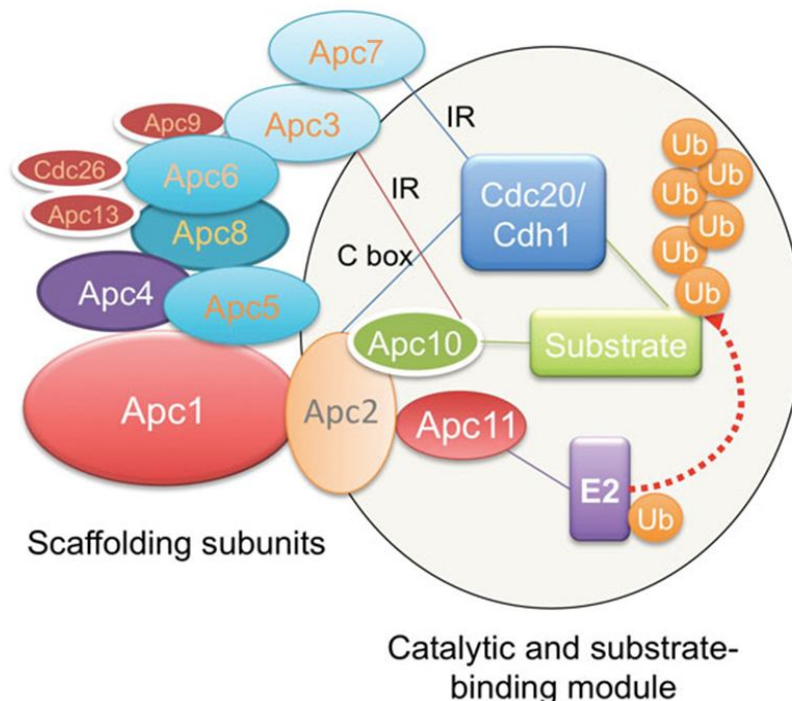 Apc7
Apc9
Apc3
IR
Ub
Cdc26
Apc6
IR
Cdc20/
Cdh1
Ub
Ub
Apc13
Apc8
C box
Ub
Ub
Apc4
Apc5
Ub
Apc10
Substrate
Apc1
Apc2
Apc11
E2
Ub
Scaffolding subunits
Catalytic and substrate-
binding module